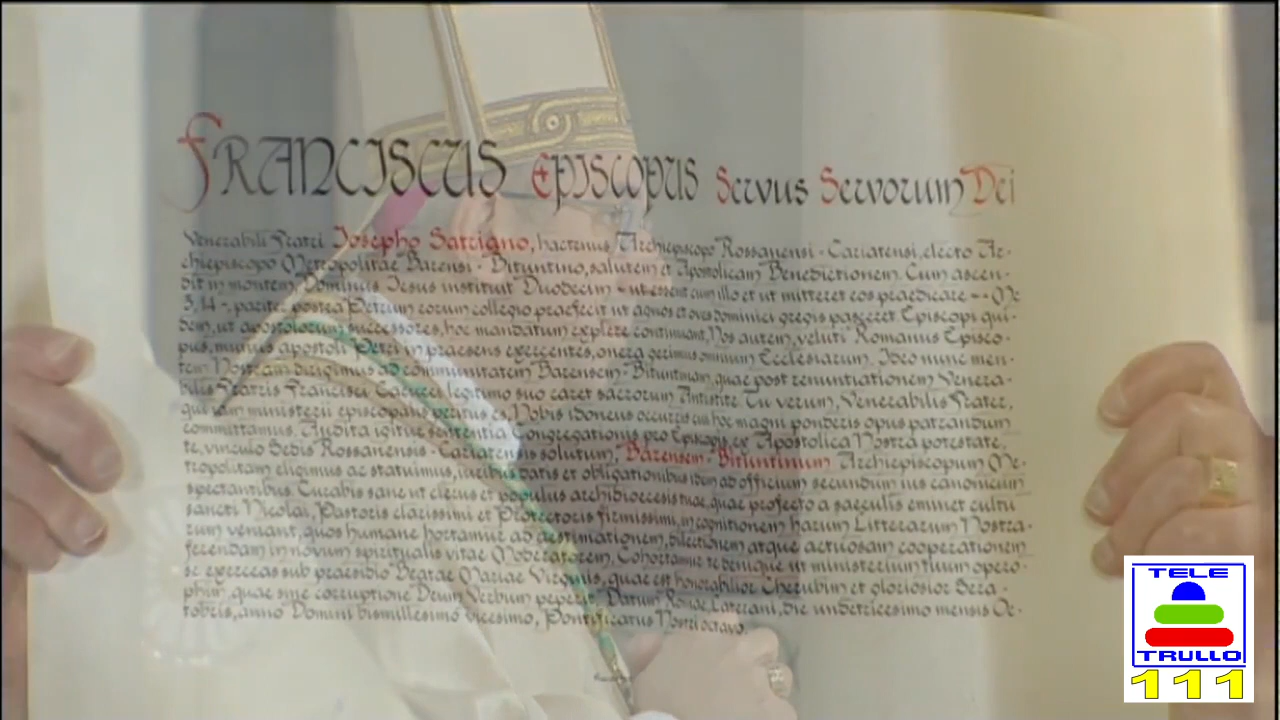 FRANCISCUS EPISCOPUS Servus Servorum Dei
Venerabili Fratri Josepho Satriano, hactenus Archiepiscopo Rossanensi - Cariatensi, electo Ar-
chiepiscopo Metropolitae Barensi - Bituntino, salutem et Apostolicam Benedictionem. Cum ascen-
dit in montem, Dominus Iesus instituit Duodecim - ut essent cum illo et ut mitteret eos praedicare - - Mc
3, 14 -, pariter postea Petrum eorum collegio praefecit ut agnos et oves dominici gregis pasceret Episcopi qui-
dem, ut apostolorum successores, hoc mandatum explere continuant, Nos autem, veluti Romanus Episco-
pus, munus apostoli Petri in praesens exercentes, onera gerimus omnium Ecclesiarum. Ideo nunc men-
tem Nostram dirigimus ad communitatem Barensem - Bituntinam, quae post renuntiationem Venera-
bilis Fratris Francisci Cacucci legitimo suo caret sacrorum Antistite Tu verum, Venerabilis Frater,
qui iam ministerii episcopalis peritus es, Nobis idoneus occurris cui hoc magni ponderis opus patrandum
committamus. Audita igitur sententia Congregationis pro Episcopis, ex Apostolica Nostra potestate,
te, vinculo Sedis Rossanensis - Cariatensis solutum, Barensem - Bituntinum Archiepiscopum Me-
tropolitam eligimus ac statuimus, iuribus datis et obligationibus idem ad officium secundum ius canonicum
spectantibus. Curabis sane ut clerus et populus archidioecesis tuae, quae profecto a saeculis eminet cultu
sancti Nicolai, Pastoris clarissimi et Protectoris firmissimi, in cognitionem harum Litterarum Nostra-
rum veniant, quos humane hortamur ad aestimationem, dilectionem atque actuosam cooperationem
ferendam in novum spiritualis vitae Moderatorem. Cohortamur te denique ut ministerium tuum opero-
se exerceas sub praesidio Beatae Mariae Virginis, quae est honorabilior Cherubim et gloriosior Sera-
phim, quae sine corruptione Deum Verbum peperit Datum Romae, Laterani, die undetricesimo mensis Oc-
tobris, anno Domini bismillesimo vicesimo, Pontificatus Nostri octavo.
TELE
TRULLO
111